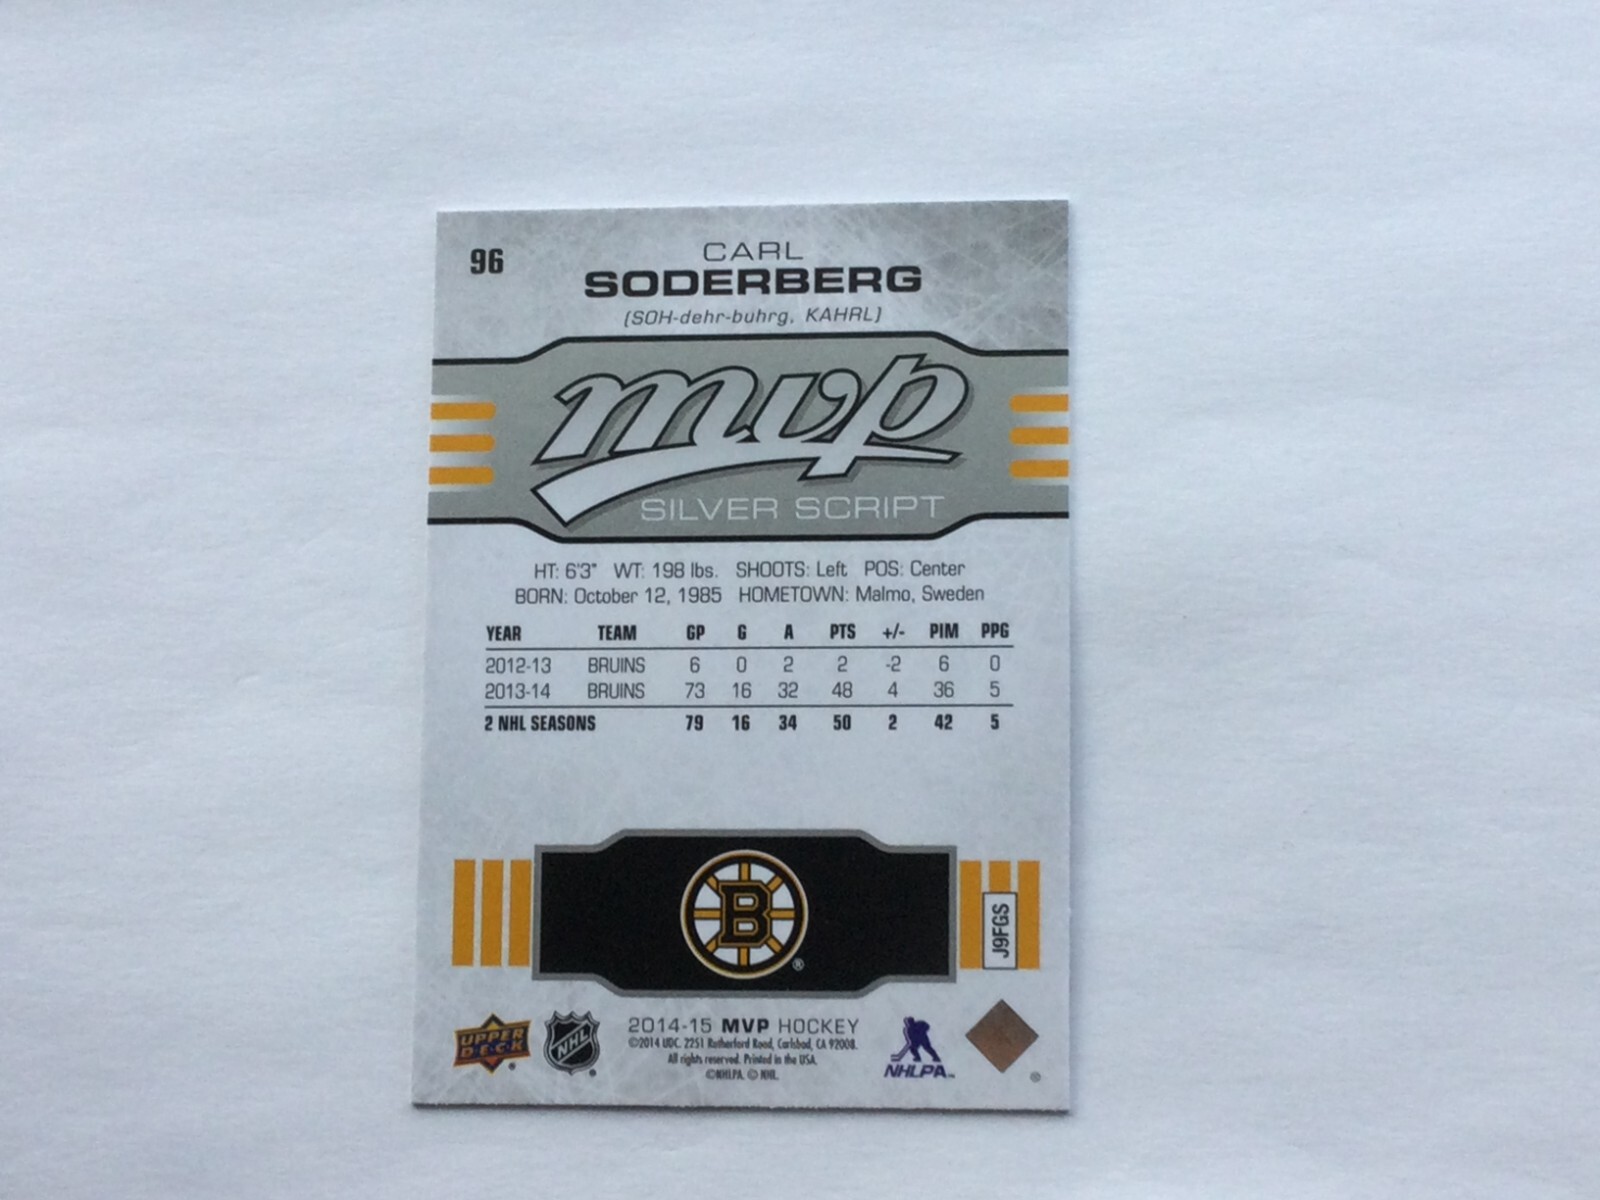 96
CARL
SODERBERG
(SOH-dehr-buhrg, KAHRL)
mvp
SILVER SCRIPT
HT: 6'3" WT: 198 lbs. SHOOTS: Left POS: Center
BORN: October 12, 1985 HOMETOWN: Malmo, Sweden
YEAR TEAM GP G A PTS +/- PIM PPG
2012-13 BRUINS 6 0 2 2 -2 6 0
2013-14 BRUINS 73 16 32 48 4 36 5
2 NHL SEASONS 79 16 34 50 2 42 5
B
®
J9FGS
UPPER
DECK
®
NHL
®
2014-15 MVP HOCKEY
©2014 UDC. 2251 Rutherford Road, Carlsbad, CA 92008.
All rights reserved. Printed in the USA.
©NHLPA. © NHL.
NHLPA™
®